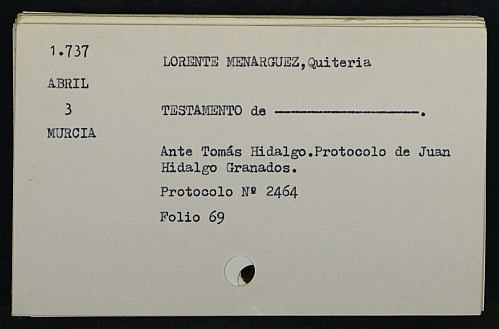 1.737
ABRIL
3
MURCIA
LORENTE MENARGUEZ,Quiteria
TESTAMENTO de ------------------.
Ante Tomás Hidalgo.Protocolo de Juan
Hidalgo Granados.
Protocolo Nº 2464
Folio 69